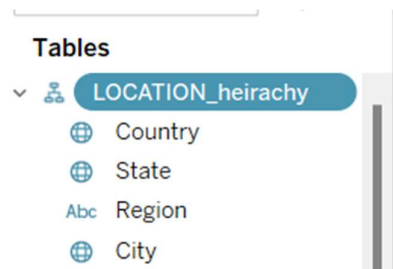 Tables
LOCATION_heirachy
Country
State
Abc Region
City